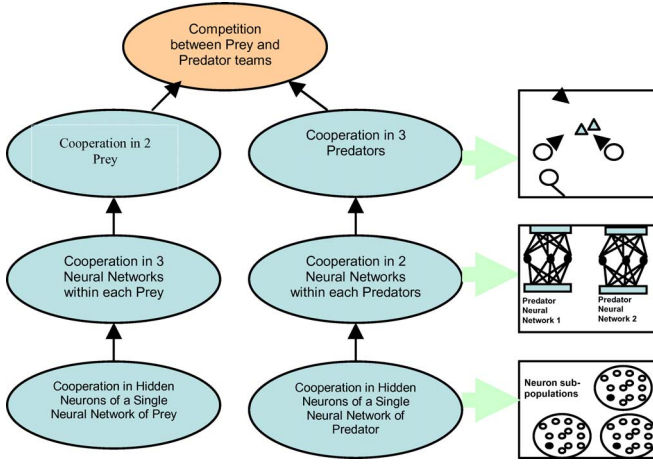 Competition
between Prey and
Predator teams
Cooperation in 2
Prey
Cooperation in 3
Predators
Cooperation in 3
Neural Networks
within each Prey
Cooperation in 2
Neural Networks
within each Predators
Predator
Neural
Network 1
Predator
Neural
Network 2
Cooperation in Hidden
Neurons of a Single
Neural Network of Prey
Cooperation in Hidden
Neurons of a Single
Neural Network of
Predator
Neuron sub-
populations